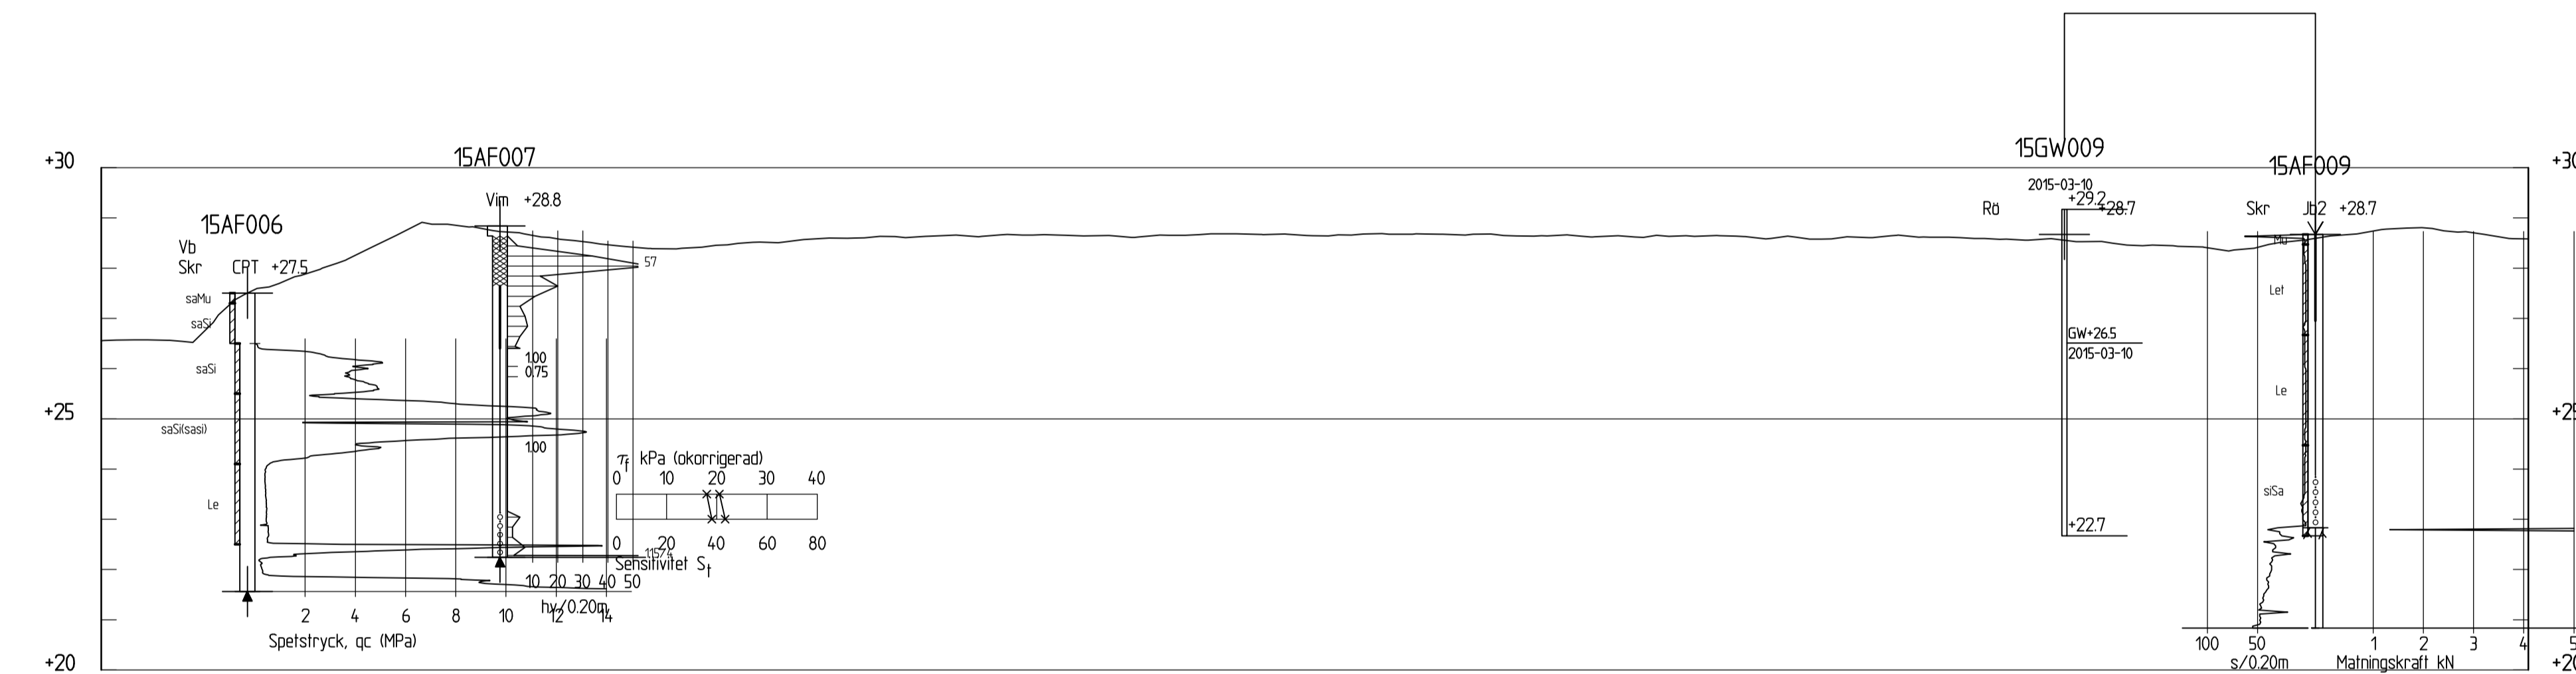 15GW009
+30
15AF007
15AF009
+30
2015-03-10
+29.2
Vim +28.8
Rö
+28.7
Skr Jb2 +28.7
15AF006
Vb
Skr CPT +27.5
57
Mu
saMu
Let
saSi
GW+26.5
2015-03-10
1.00
0.75
saSi
Le
+25
+25
saSi(sasi)
1.00
τf kPa (okorrigerad)
0 10 20 30 40
siSa
Le
+22.7
0 20 40 60 80
115/4
Sensitivitet St
10 20 30 40 50
hv/0.20m
2 4 6 8 10 12 14
Spetstryck, qc (MPa)
100 50
1 2 3 4 5
s/0.20m
Matningskraft kN
+20
+20